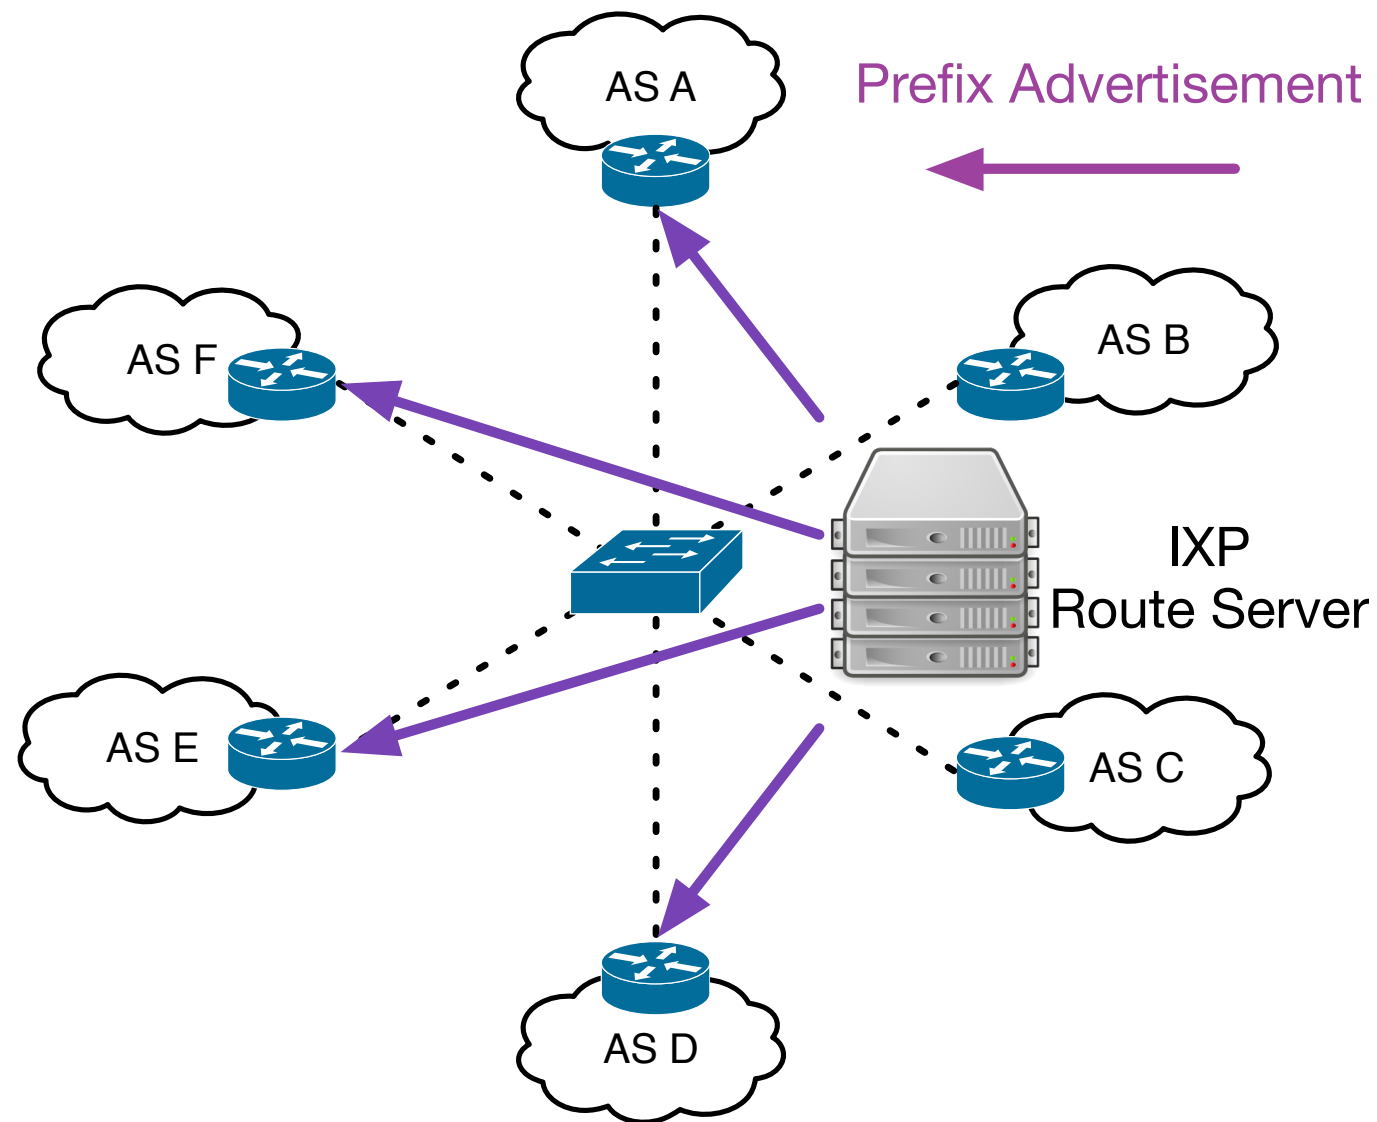 AS A
Prefix Advertisement
AS B
AS F
IXP
Route Server
AS E
AS C
AS D